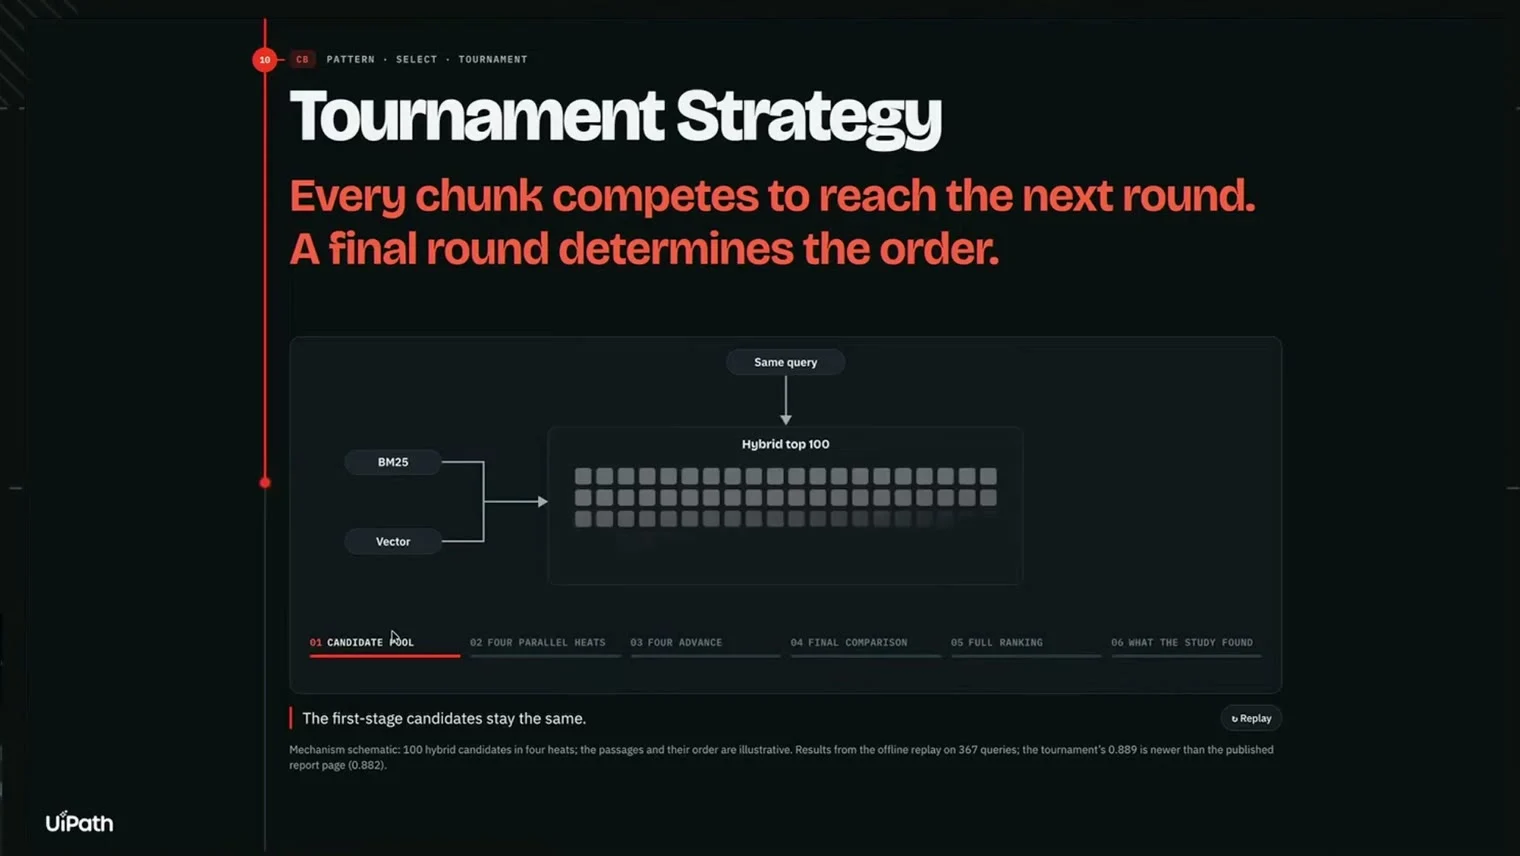 10 CB PATTERN · SELECT · TOURNAMENT
Tournament Strategy
Every chunk competes to reach the next round.
A final round determines the order.
Same query
Hybrid top 100
BM25
Vector
01 CANDIDATE POOL
02 FOUR PARALLEL HEATS
03 FOUR ADVANCE
04 FINAL COMPARISON
05 FULL RANKING
06 WHAT THE STUDY FOUND
The first-stage candidates stay the same.
↻ Replay
Mechanism schematic: 100 hybrid candidates in four heats; the passages and their order are illustrative. Results from the offline replay on 367 queries; the tournament's 0.889 is newer than the published
report page (0.882).
UiPath